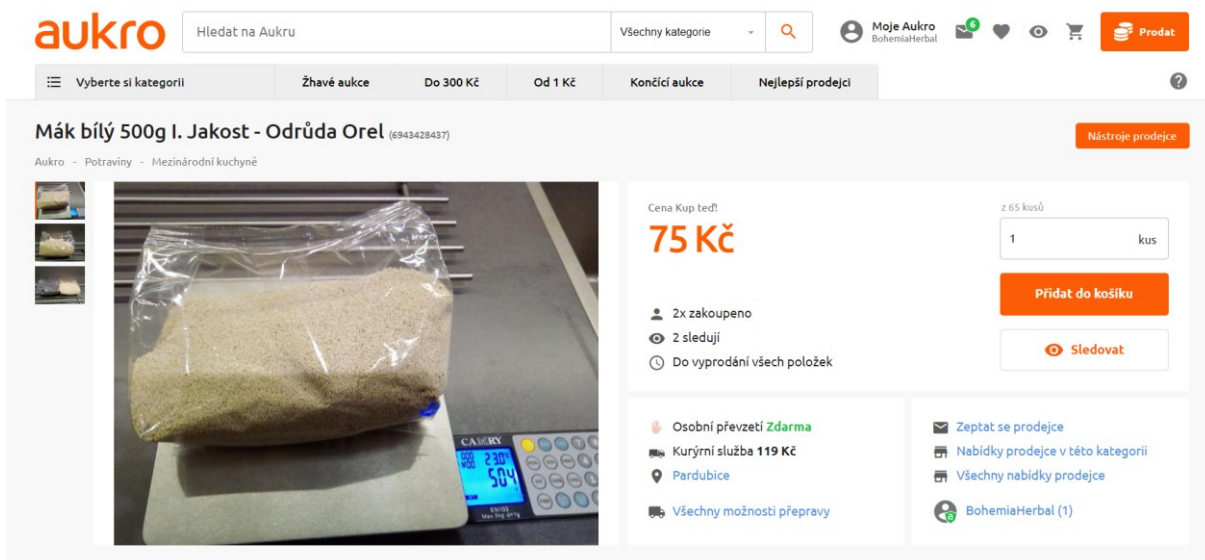 aukro
Hledat na Aukru
Všechny kategorie
Moje Aukro
BohemiaHerbal
6
Prodat
Vyberte si kategorii
Žhavé aukce
Do 300 Kč
Od 1 Kč
Končící aukce
Nejlepší prodejci
Mák bílý 500g I. Jakost - Odrůda Orel (6943428437)
Nástroje prodejce
Aukro - Potraviny - Mezinárodní kuchyně
CAMRY
504
Cena Kup teď!
75 Kč
z 65 kusů
1 kus
Přidat do košíku
2x zakoupeno
2 sledují
Do vyprodání všech položek
Sledovat
Osobní převzetí Zdarma
Kurýrní služba 119 Kč
Pardubice
Všechny možnosti přepravy
Zeptat se prodejce
Nabídky prodejce v této kategorii
Všechny nabídky prodejce
BohemiaHerbal (1)